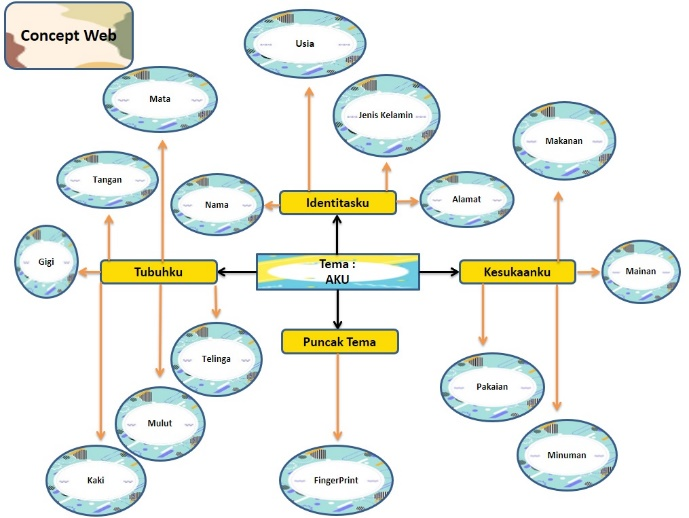 Concept Web
Usia
Mata
Jenis Kelamin
Makanan
Tangan
Nama
Identitasku
Alamat
Gigi
Tubuhku
Tema :
AKU
Kesukaanku
Mainan
Puncak Tema
Telinga
Pakaian
Mulut
Minuman
Kaki
FingerPrint